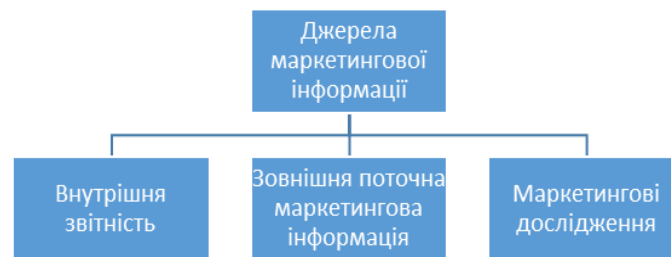 Джерела
маркетингової
інформації
Внутрішня
звітність
Зовнішня поточна
маркетингова
інформація
Маркетингові
дослідження